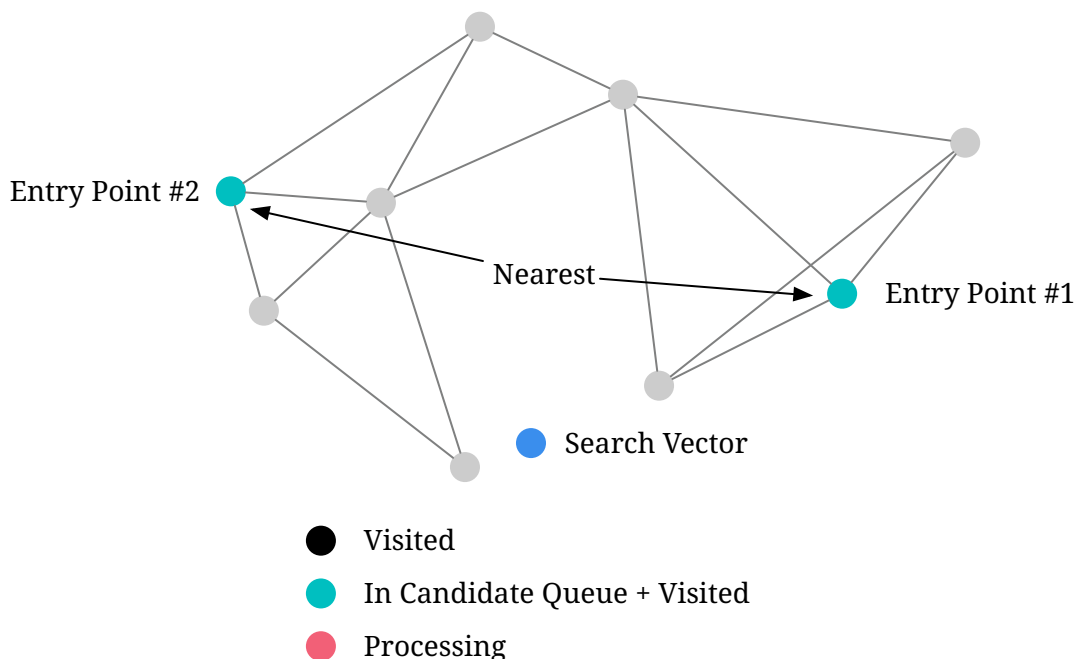 Entry Point #2
Nearest
Entry Point #1
Search Vector
Visited
In Candidate Queue + Visited
Processing